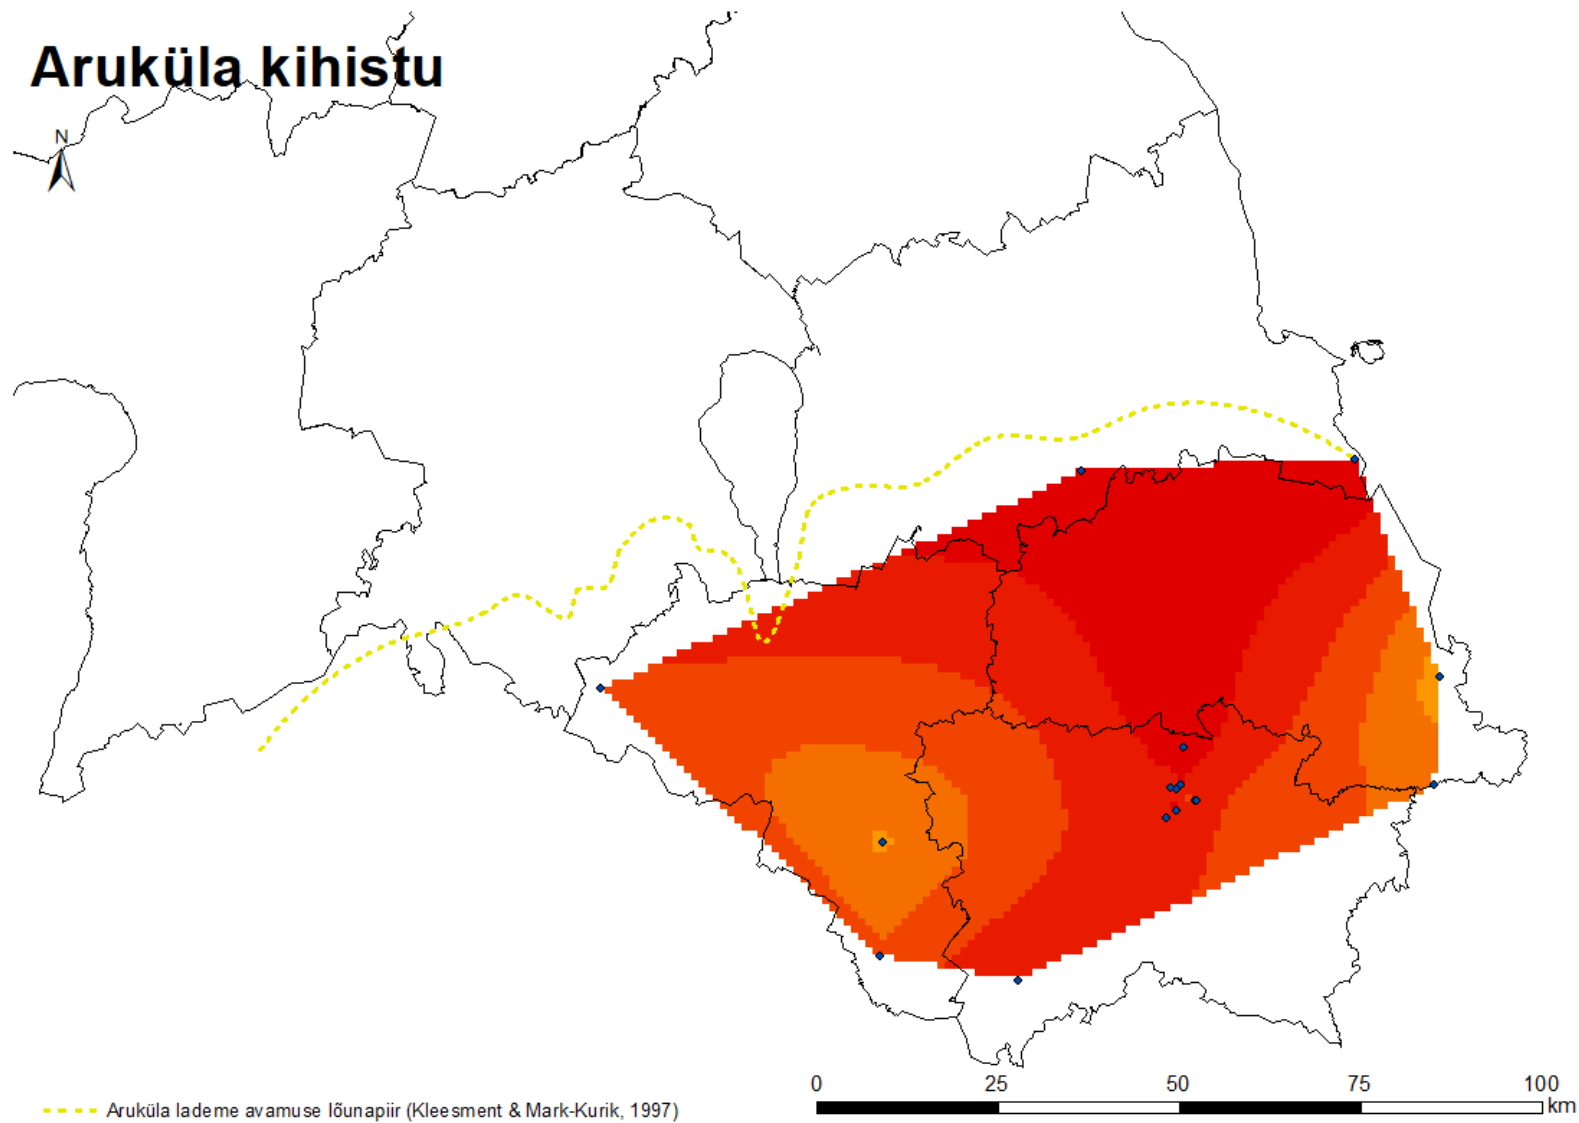 Aruküla kihistu
N
0 25 50 75 100
km
Aruküla lademe avamuse lõunapiir (Kleesment & Mark-Kurik, 1997)